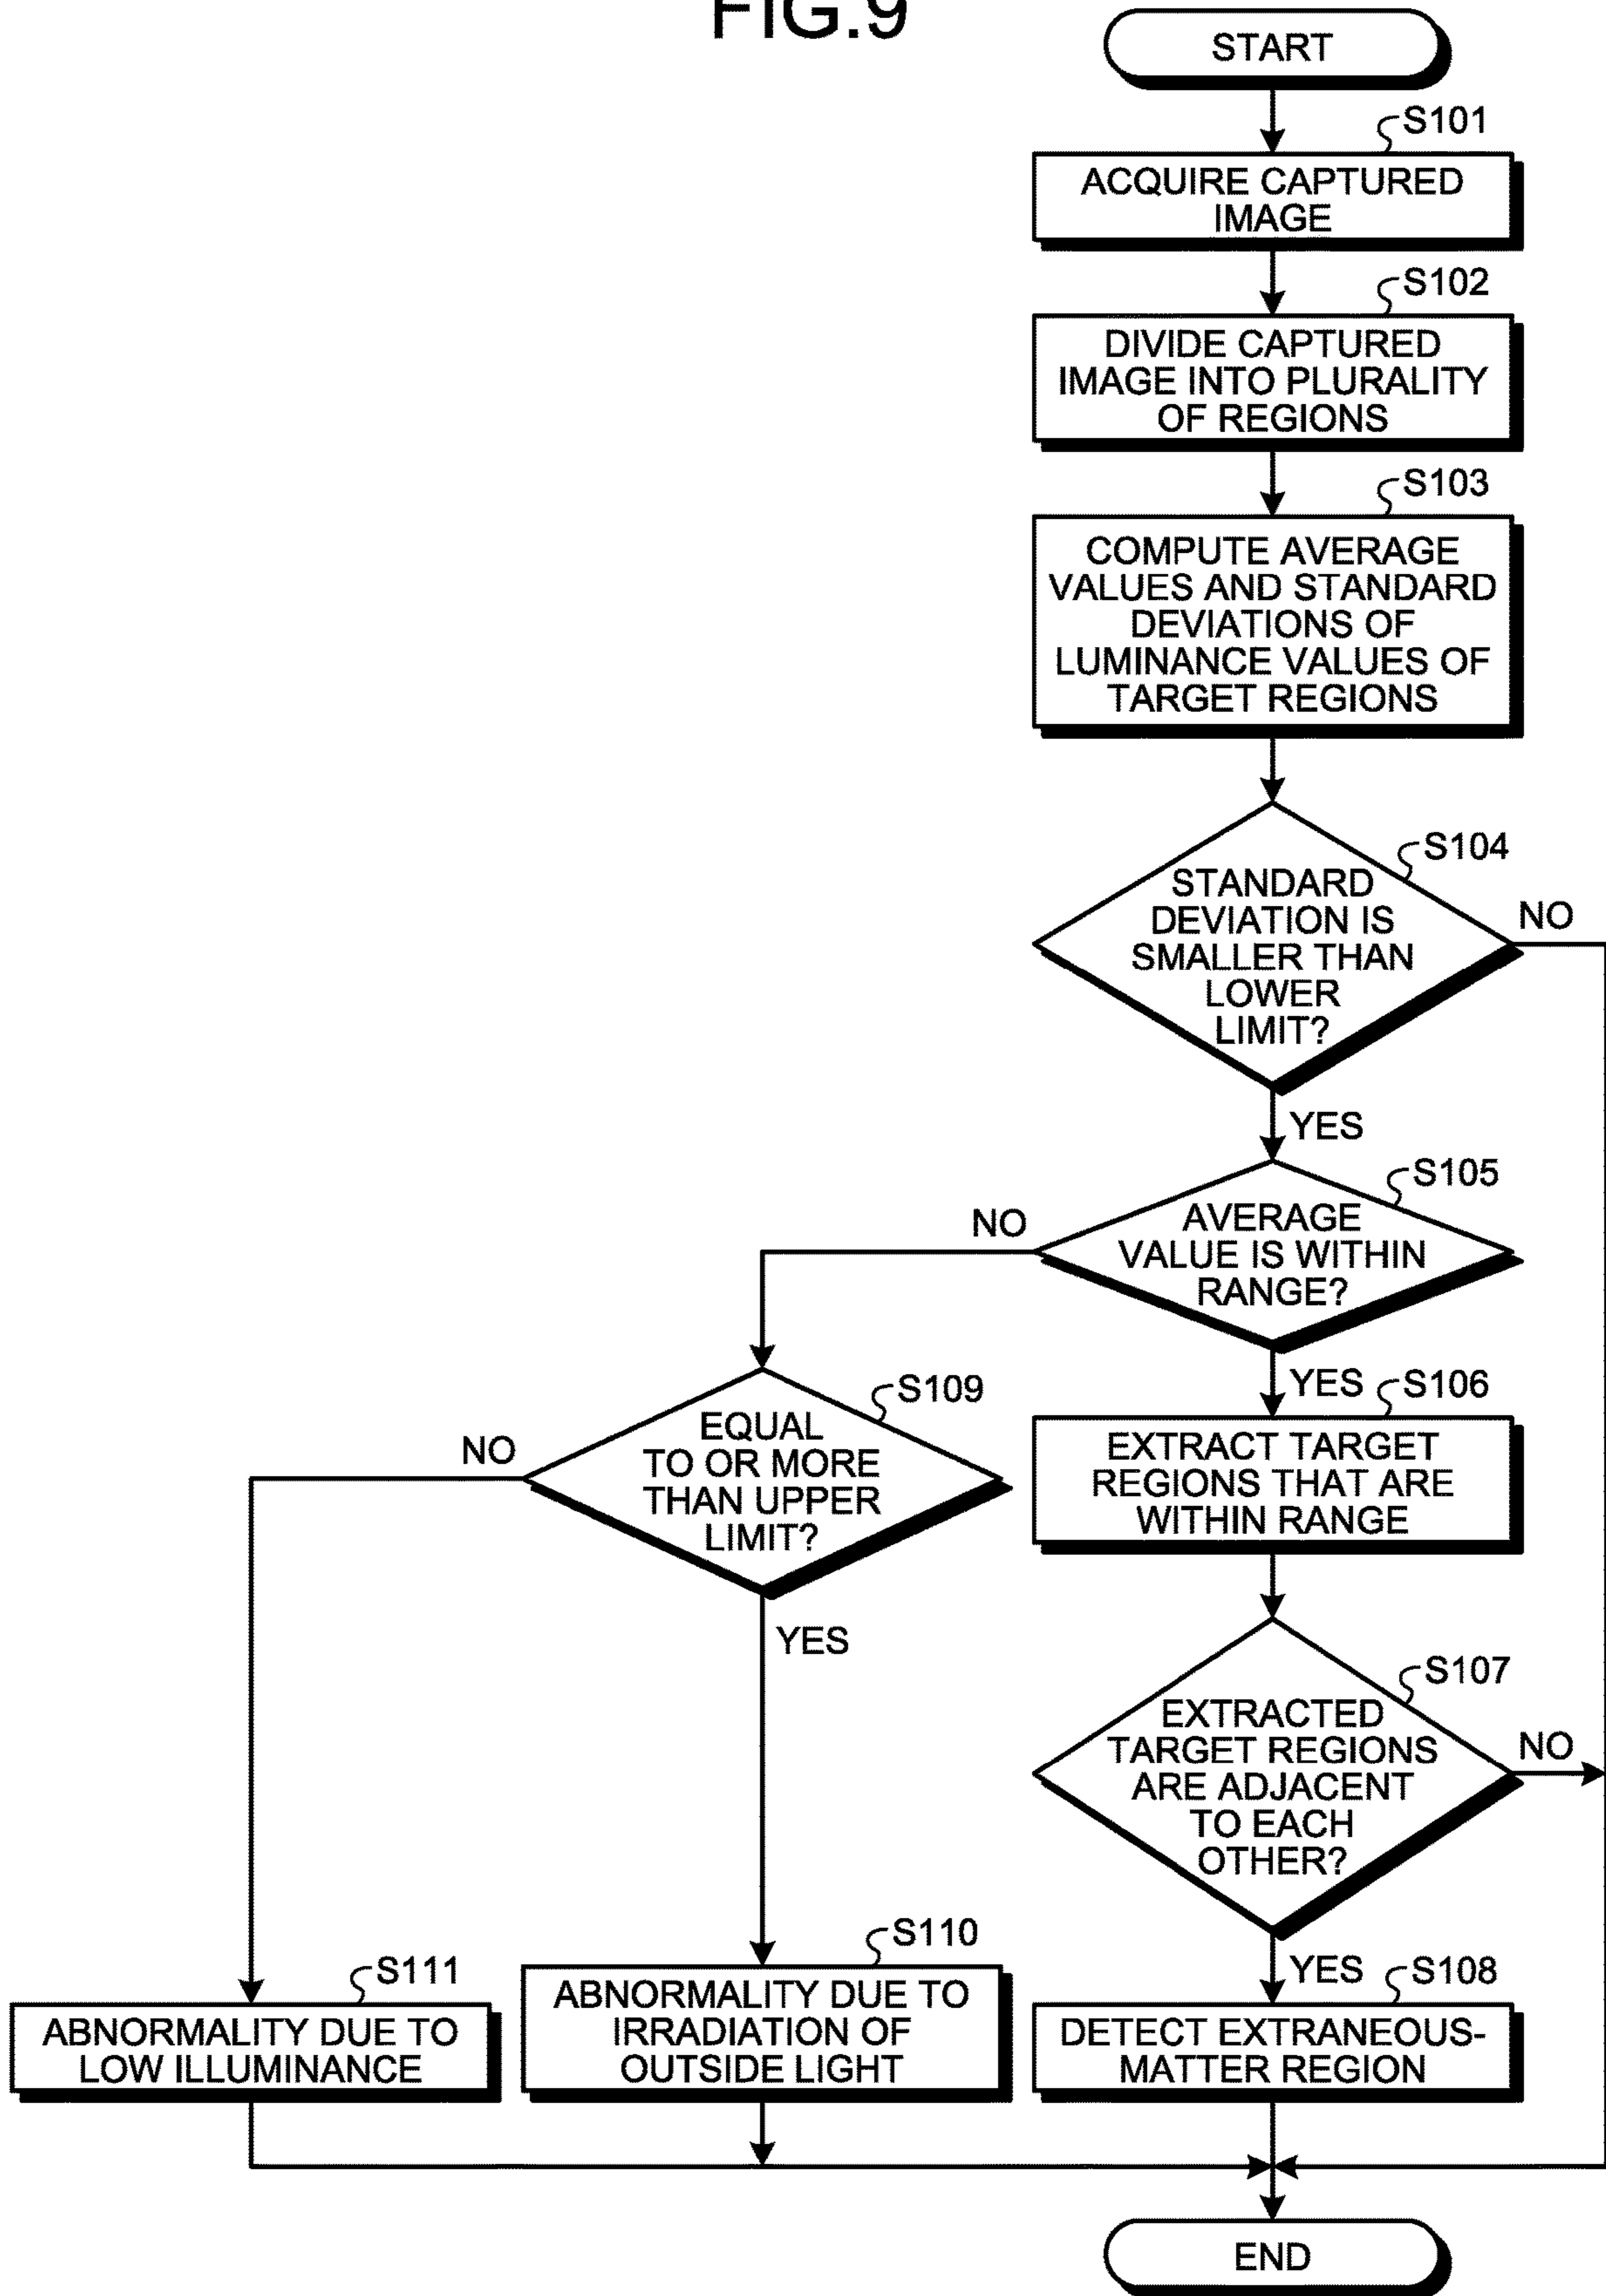 FIG.9
START
S101
ACQUIRE CAPTURED
IMAGE
S102
DIVIDE CAPTURED
IMAGE INTO PLURALITY
OF REGIONS
S103
COMPUTE AVERAGE
VALUES AND STANDARD
DEVIATIONS OF
LUMINANCE VALUES OF
TARGET REGIONS
S104
STANDARD
DEVIATION IS
SMALLER THAN
LOWER
LIMIT?
NO
YES
S105
AVERAGE
VALUE IS WITHIN
RANGE?
NO
YES
S106
EXTRACT TARGET
REGIONS THAT ARE
WITHIN RANGE
S107
EXTRACTED
TARGET REGIONS
ARE ADJACENT
TO EACH
OTHER?
NO
YES
S108
DETECT EXTRANEOUS-
MATTER REGION
S109
EQUAL
TO OR MORE
THAN UPPER
LIMIT?
NO
YES
S110
ABNORMALITY DUE TO
IRRADIATION OF
OUTSIDE LIGHT
S111
ABNORMALITY DUE TO
LOW ILLUMINANCE
END